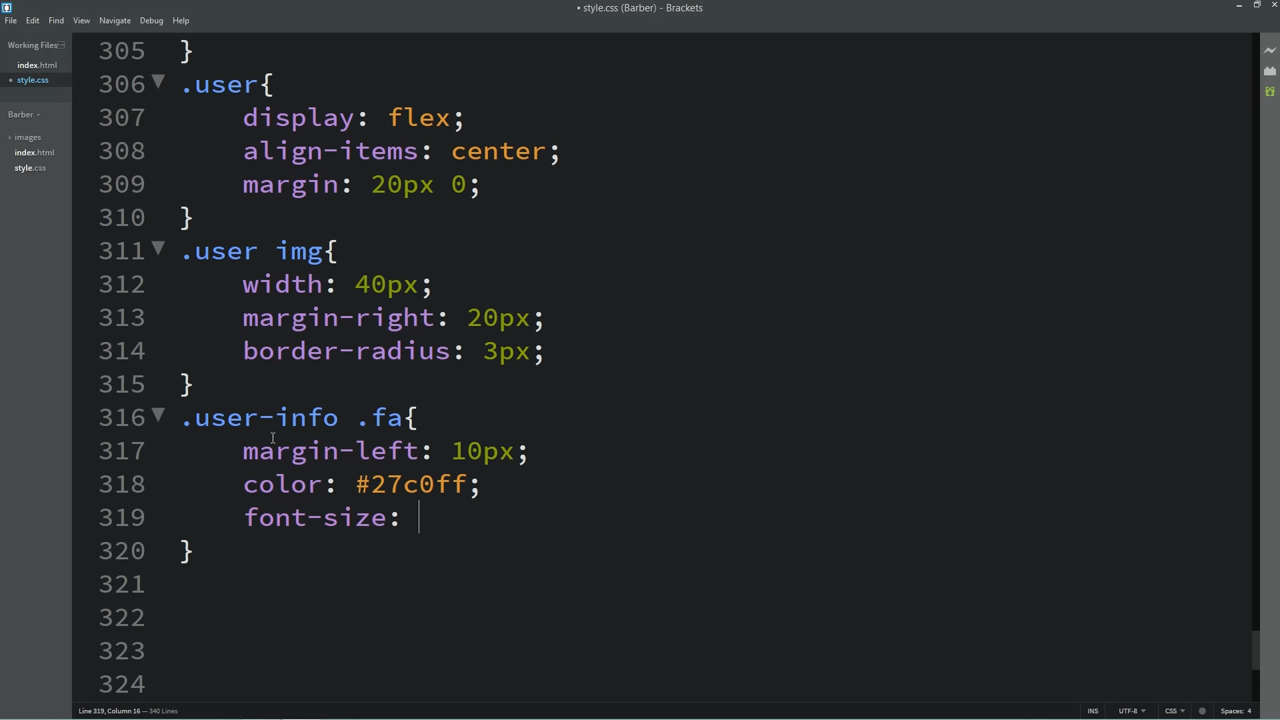 • style.css (Barber) - Brackets
File Edit Find View Navigate Debug Help
Working Files
index.html
• style.css
Barber
images
index.html
style.css
305 }
306 .user{
307 display: flex;
308 align-items: center;
309 margin: 20px 0;
310 }
311 .user img{
312 width: 40px;
313 margin-right: 20px;
314 border-radius: 3px;
315 }
316 .user-info .fa{
317 margin-left: 10px;
318 color: #27c0ff;
319 font-size:
320 }
321
322
323
324
Line 319, Column 16 — 340 Lines
INS UTF-8 CSS Spaces: 4